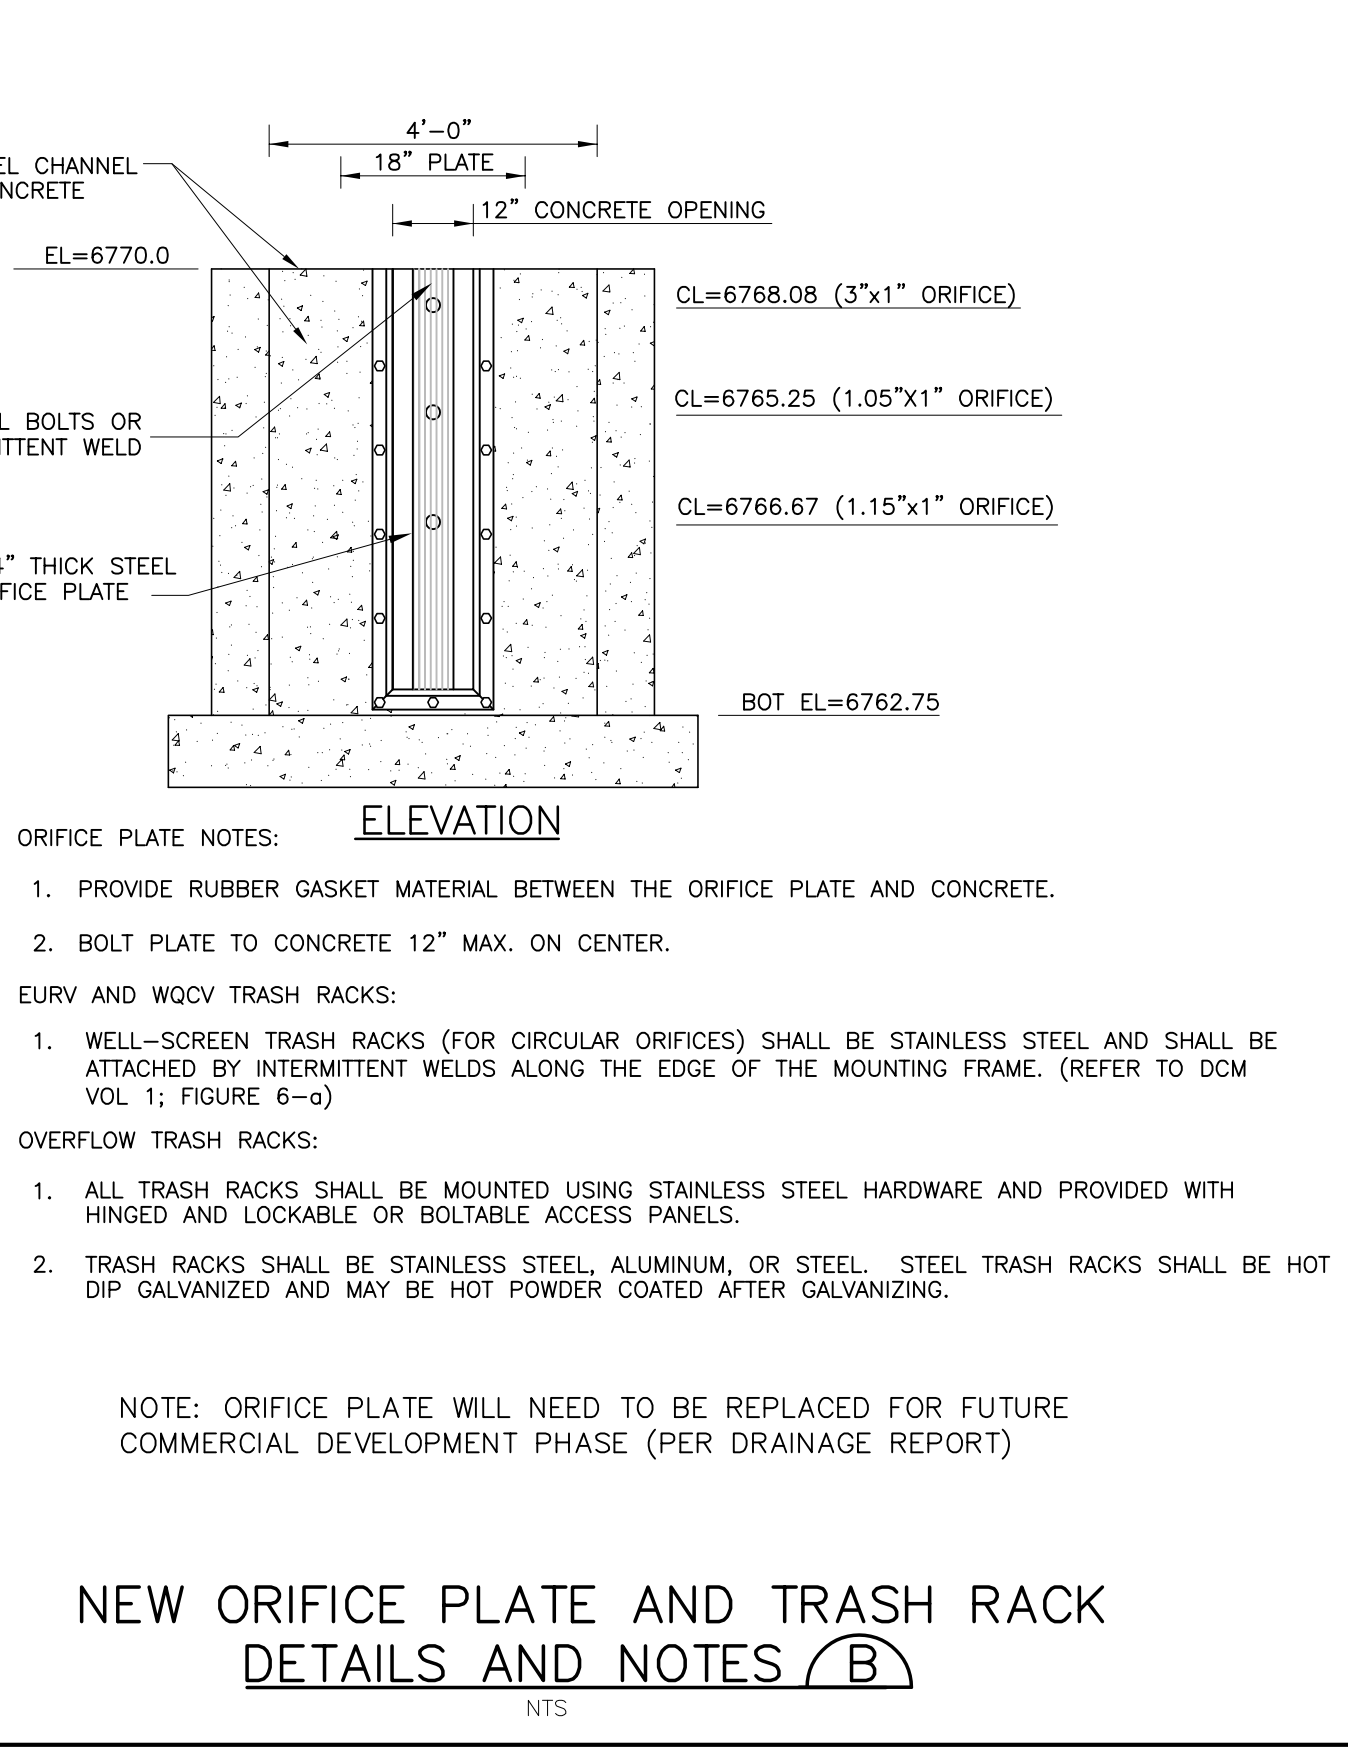 4'-0"
18" PLATE
12" CONCRETE OPENING
CHANNEL
EL=6770.0
CL=6768.08 (3"x1" ORIFICE)
CL=6765.25 (1.05"X1" ORIFICE)
BOLTS OR
WELD
CL=6766.67 (1.15"x1" ORIFICE)
THICK STEEL
PLATE
BOT EL=6762.75
ELEVATION
ORIFICE PLATE NOTES:
1. PROVIDE RUBBER GASKET MATERIAL BETWEEN THE ORIFICE PLATE AND CONCRETE.
2. BOLT PLATE TO CONCRETE 12" MAX. ON CENTER.
EURV AND WQCV TRASH RACKS:
1. WELL-SCREEN TRASH RACKS (FOR CIRCULAR ORIFICES) SHALL BE STAINLESS STEEL AND SHALL BE
ATTACHED BY INTERMITTENT WELDS ALONG THE EDGE OF THE MOUNTING FRAME. (REFER TO DCM
VOL 1; FIGURE 6-a)
OVERFLOW TRASH RACKS:
1. ALL TRASH RACKS SHALL BE MOUNTED USING STAINLESS STEEL HARDWARE AND PROVIDED WITH
HINGED AND LOCKABLE OR BOLTABLE ACCESS PANELS.
2. TRASH RACKS SHALL BE STAINLESS STEEL, ALUMINUM, OR STEEL. STEEL TRASH RACKS SHALL BE HOT
DIP GALVANIZED AND MAY BE HOT POWDER COATED AFTER GALVANIZING.
NOTE: ORIFICE PLATE WILL NEED TO BE REPLACED FOR FUTURE
COMMERCIAL DEVELOPMENT PHASE (PER DRAINAGE REPORT)
NEW ORIFICE PLATE AND TRASH RACK
DETAILS AND NOTES B
NTS